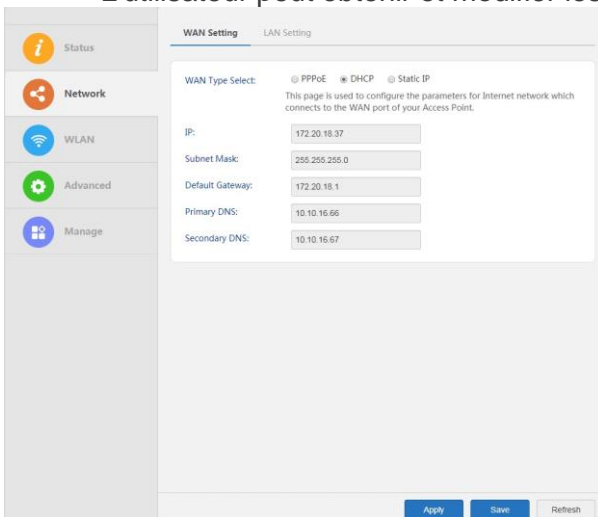 L'utilisateur peut obtenir et modifier les
WAN Setting LAN Setting
Status
Network
WLAN
Advanced
Manage
WAN Type Select: PPPoE DHCP Static IP
This page is used to configure the parameters for Internet network which
connects to the WAN port of your Access Point.
IP: 172.20.18.37
Subnet Mask: 255.255.255.0
Default Gateway: 172.20.18.1
Primary DNS: 10.10.16.66
Secondary DNS: 10.10.16.67
Apply Save Refresh